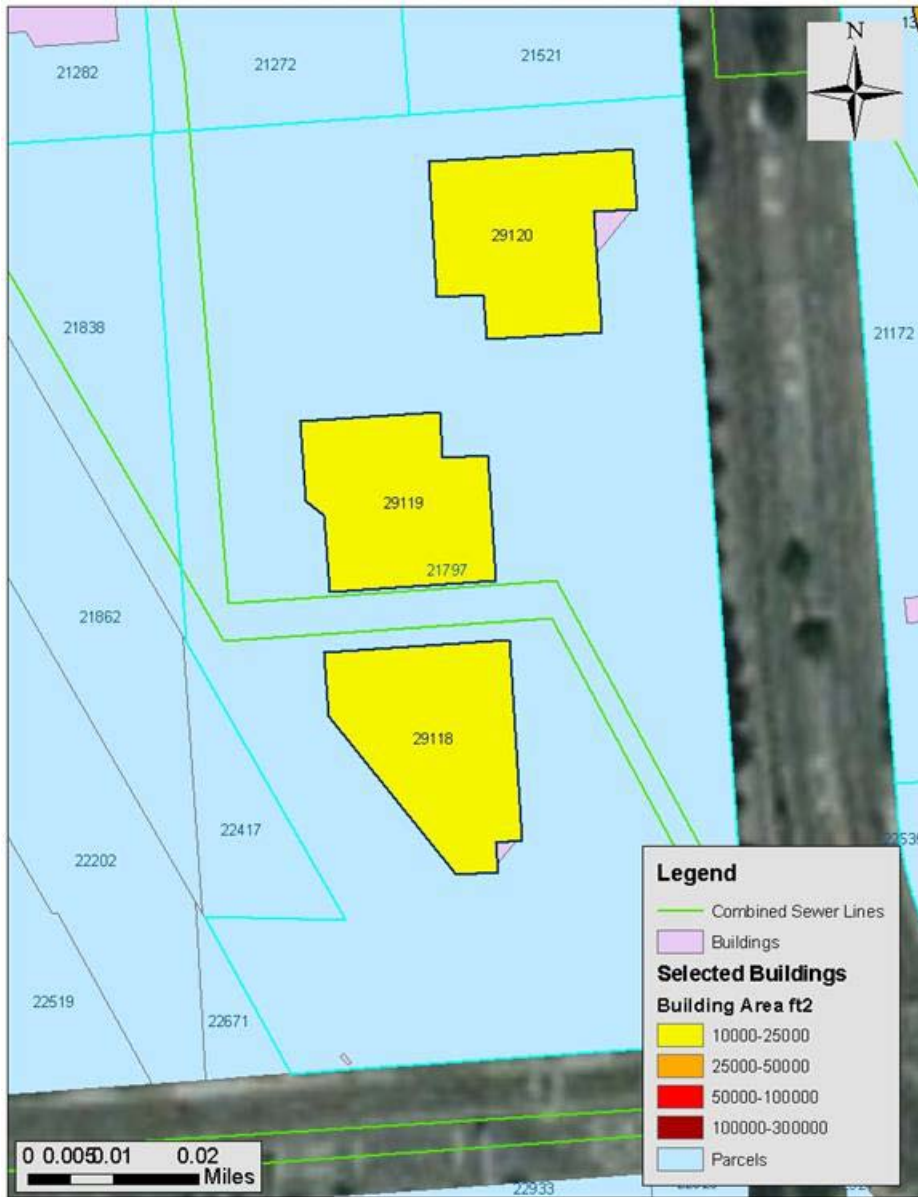 21282
21272
21521
N
29120
21838
21172
29119
21797
21862
29118
22417
22202
22519
22671
Legend
Combined Sewer Lines
Buildings
Selected Buildings
Building Area ft2
10000-25000
25000-50000
50000-100000
100000-300000
Parcels
0 0.005 0.01 0.02
Miles
22933